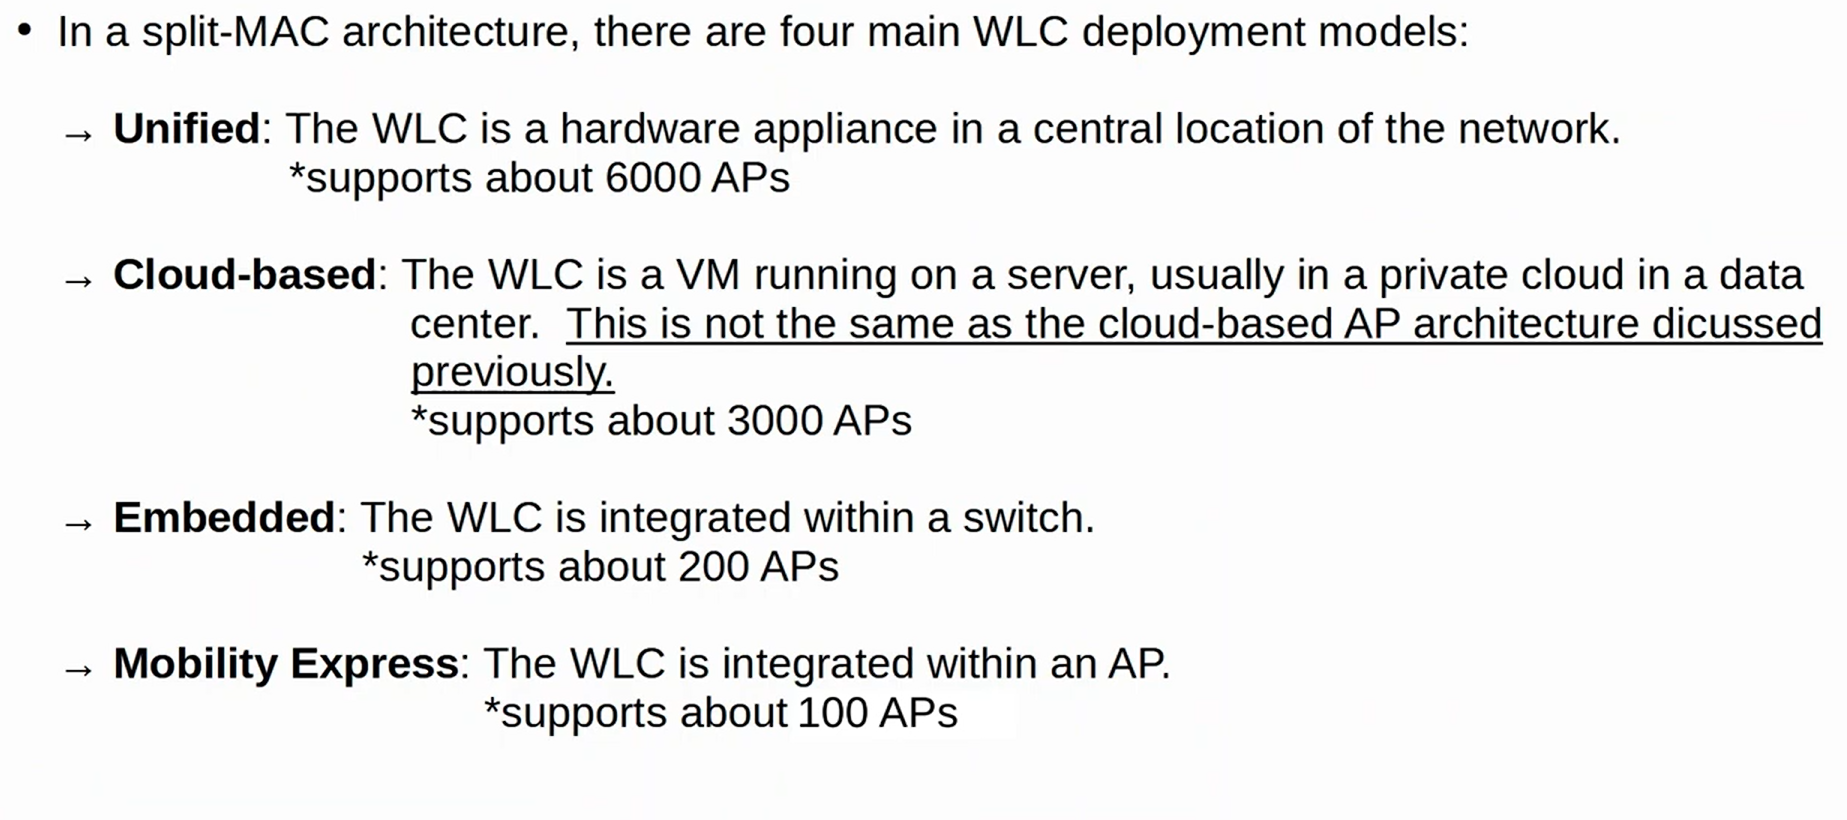 • In a split-MAC architecture, there are four main WLC deployment models:
→ Unified: The WLC is a hardware appliance in a central location of the network.
*supports about 6000 APs
→ Cloud-based: The WLC is a VM running on a server, usually in a private cloud in a data
center. This is not the same as the cloud-based AP architecture dicussed
previously.
*supports about 3000 APs
→ Embedded: The WLC is integrated within a switch.
*supports about 200 APs
→ Mobility Express: The WLC is integrated within an AP.
*supports about 100 APs